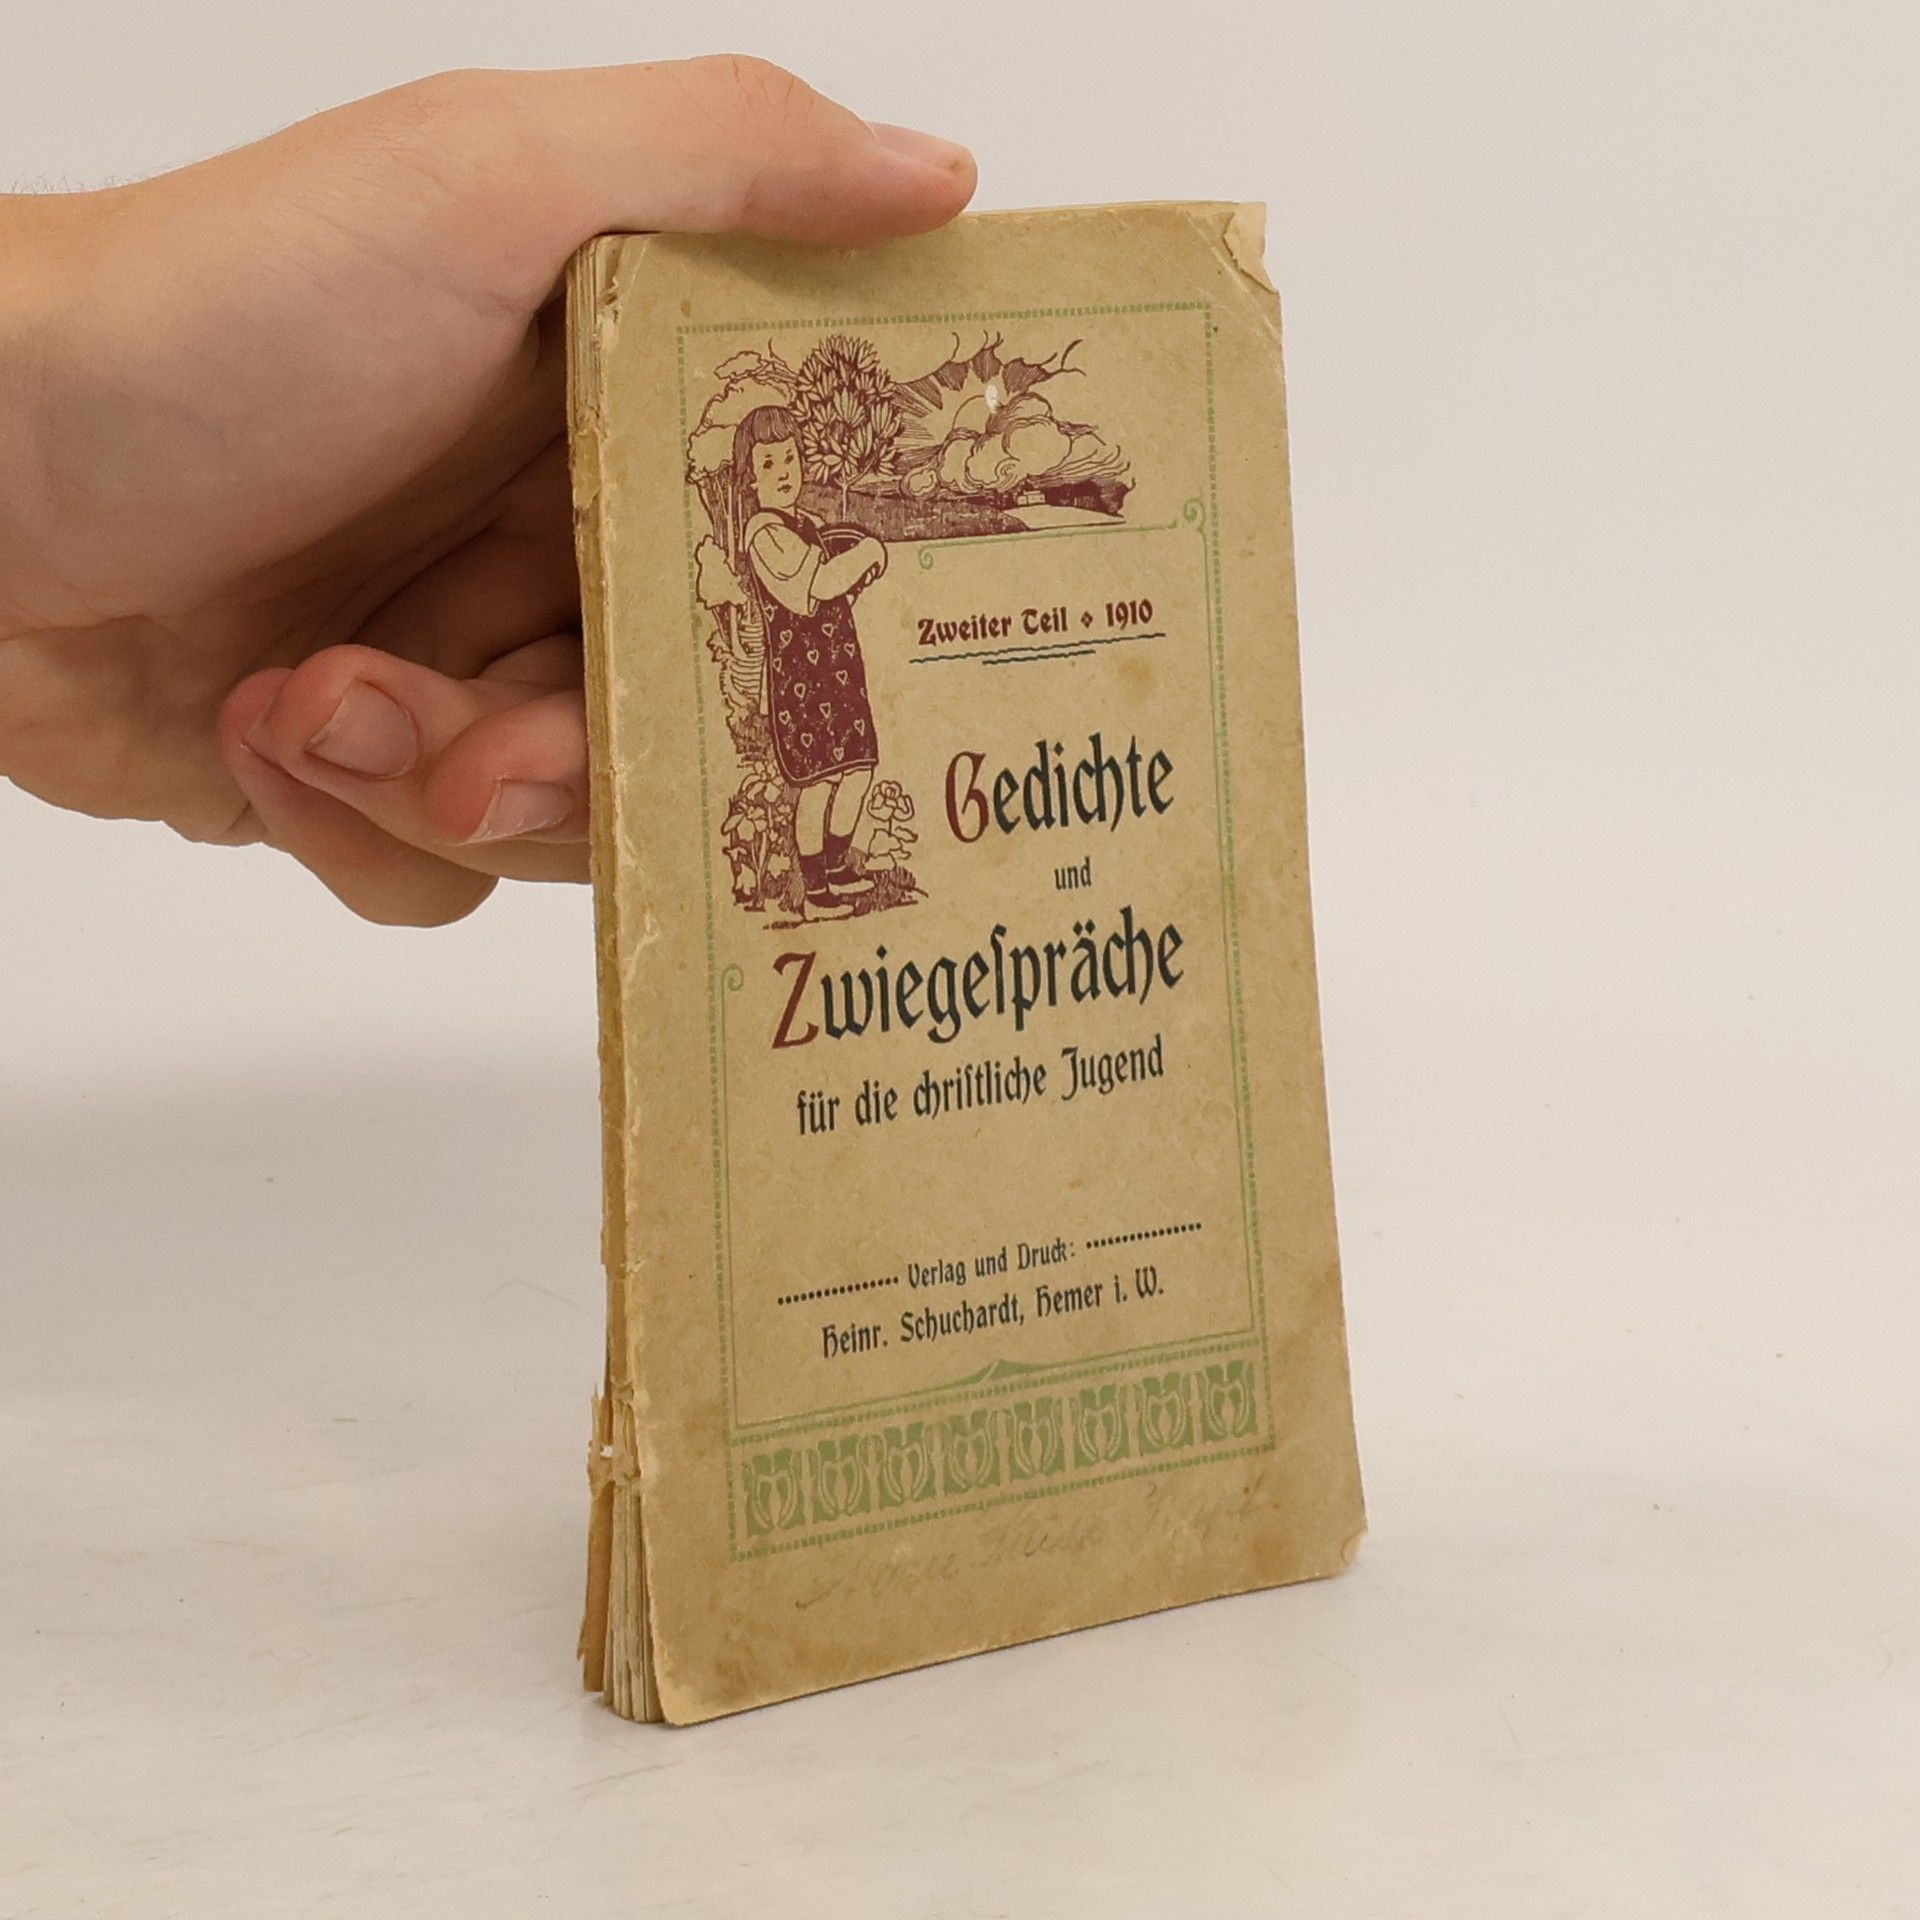 Zweiter Teil ⋄ 1910
Gedichte
und
Zwiegeſpräche
für die chriſtliche Jugend
Verlag und Druck:
Heinr. Schuchardt, Hemer i. W.